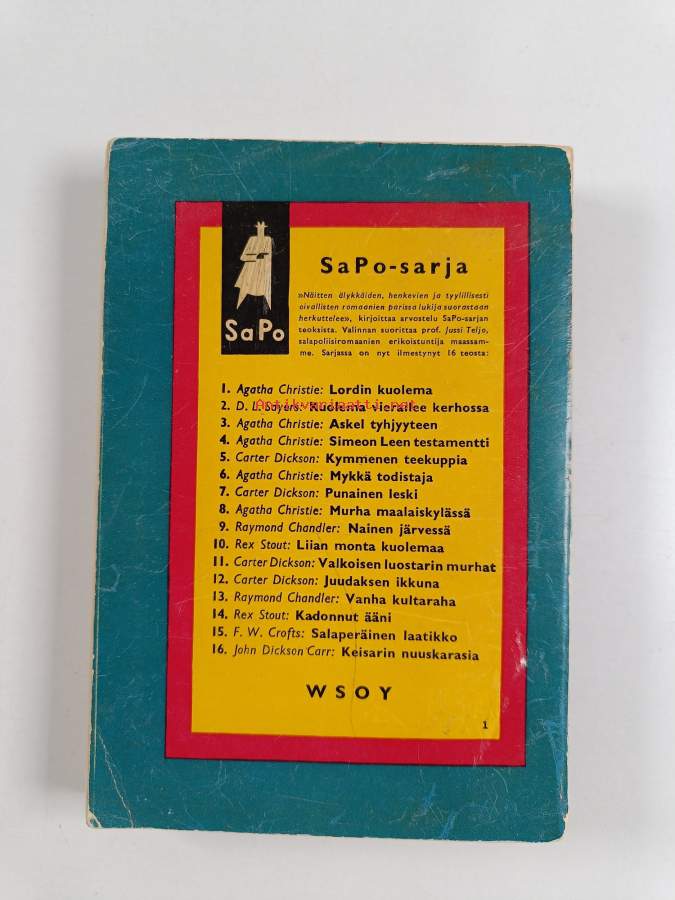 SaPo
SaPo-sarja
»Näitten älykkäiden, henkevien ja tyylillisesti
oivallisten romaanien parissa lukija suorastaan
herkuttelee», kirjoittaa arvostelu SaPo-sarjan
teoksista. Valinnan suorittaa prof. Jussi Teljo,
salapoliisiromaanien erikoistuntija maassam-
me. Sarjassa on nyt ilmestynyt 16 teosta:
1. Agatha Christie: Lordin kuolema
2. D. L. Sayers: Kuolema vierailee kerhossa
Antikvariaatti.net
3. Agatha Christie: Askel tyhjyyteen
4. Agatha Christie: Simeon Leen testamentti
5. Carter Dickson: Kymmenen teekuppia
6. Agatha Christie: Mykkä todistaja
7. Carter Dickson: Punainen leski
8. Agatha Christie: Murha maalaiskylässä
9. Raymond Chandler: Nainen järvessä
10. Rex Stout: Liian monta kuolemaa
11. Carter Dickson: Valkoisen luostarin murhat
12. Carter Dickson: Juudaksen ikkuna
13. Raymond Chandler: Vanha kultaraha
14. Rex Stout: Kadonnut ääni
15. F. W. Crofts: Salaperäinen laatikko
16. John Dickson Carr: Keisarin nuuskarasia
WSOY
1